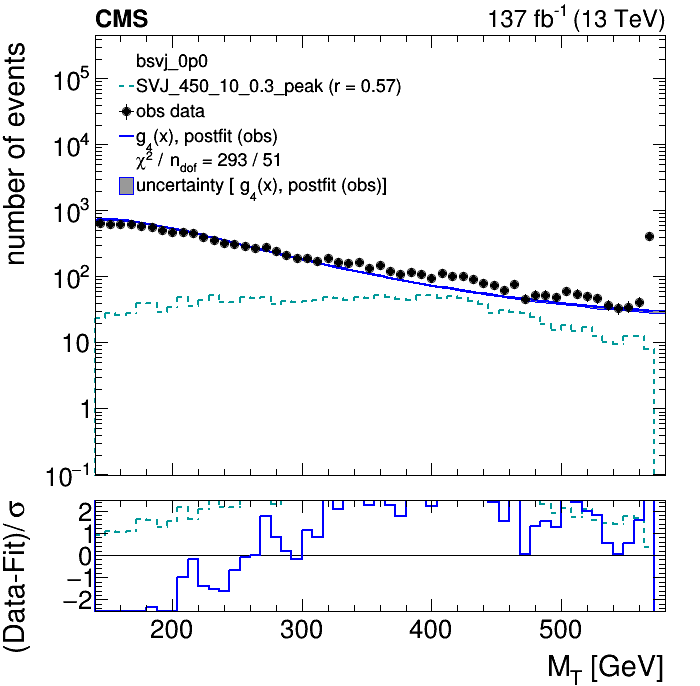 CMS 137 fb⁻¹ (13 TeV)
bsvj_0p0
SVJ_450_10_0.3_peak (r = 0.57)
obs data
g₄(x), postfit (obs)
χ² / n_dof = 293 / 51
uncertainty [ g₄(x), postfit (obs)]
number of events
10⁵
10⁴
10³
10²
10
1
10⁻¹
(Data-Fit)/σ
2
1
0
−1
−2
200 300 400 500
M_T [GeV]